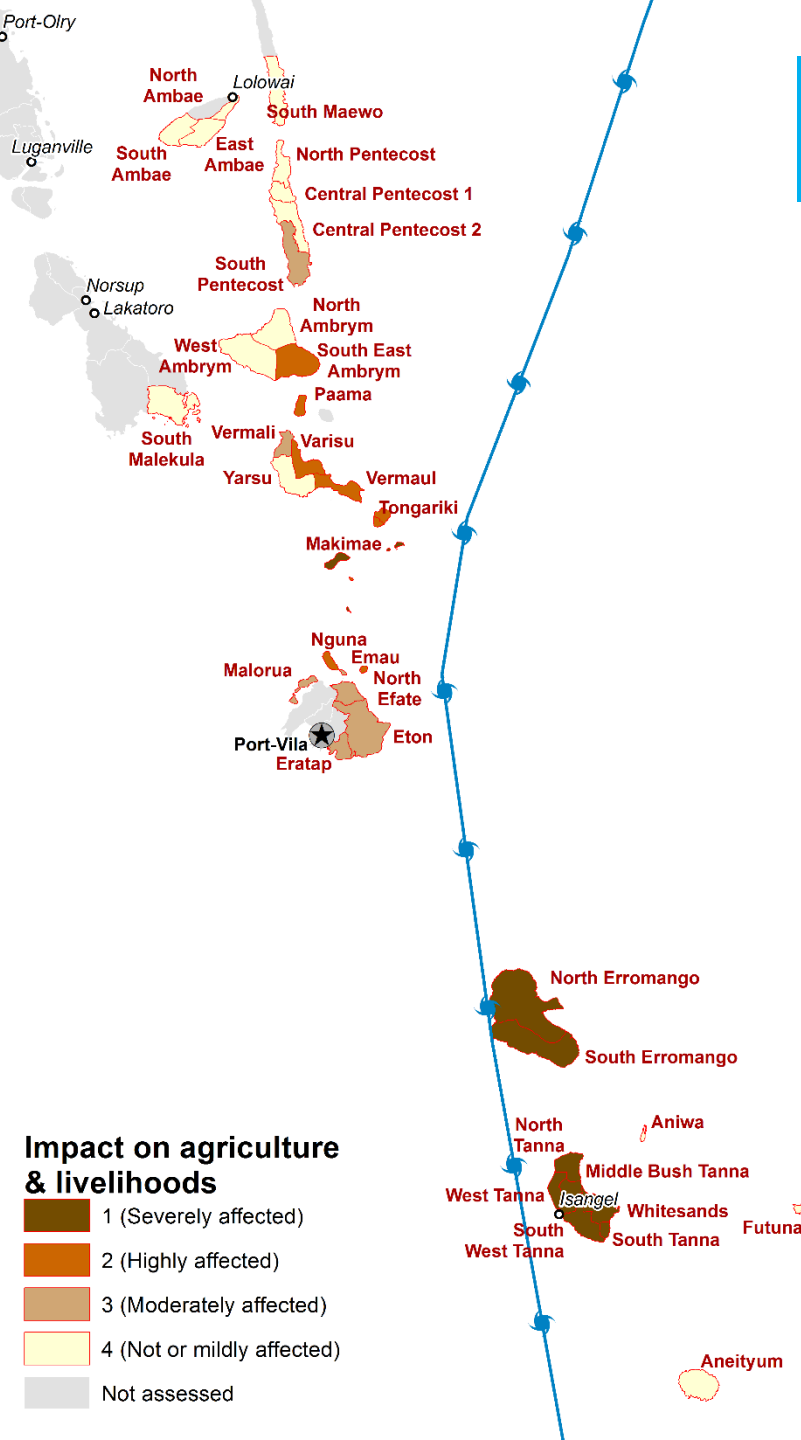 Port-Olry
North
Ambae
Lolowai
South Maewo
Luganville
South
Ambae
East
Ambae
North Pentecost
Central Pentecost 1
Central Pentecost 2
South
Pentecost
Norsup
Lakatoro
North
Ambrym
West
Ambrym
South East
Ambrym
Paama
South
Malekula
Vermali
Varisu
Yarsu
Vermaul
Tongariki
Makimae
Nguna
Emau
Malorua
North
Efate
Port-Vila
Eton
Eratap
North Erromango
South Erromango
Aniwa
North
Tanna
Middle Bush Tanna
West Tanna
Isangel
Whitesands
South
West Tanna
South Tanna
Futuna
Aneityum
Impact on agriculture
& livelihoods
1 (Severely affected)
2 (Highly affected)
3 (Moderately affected)
4 (Not or mildly affected)
Not assessed